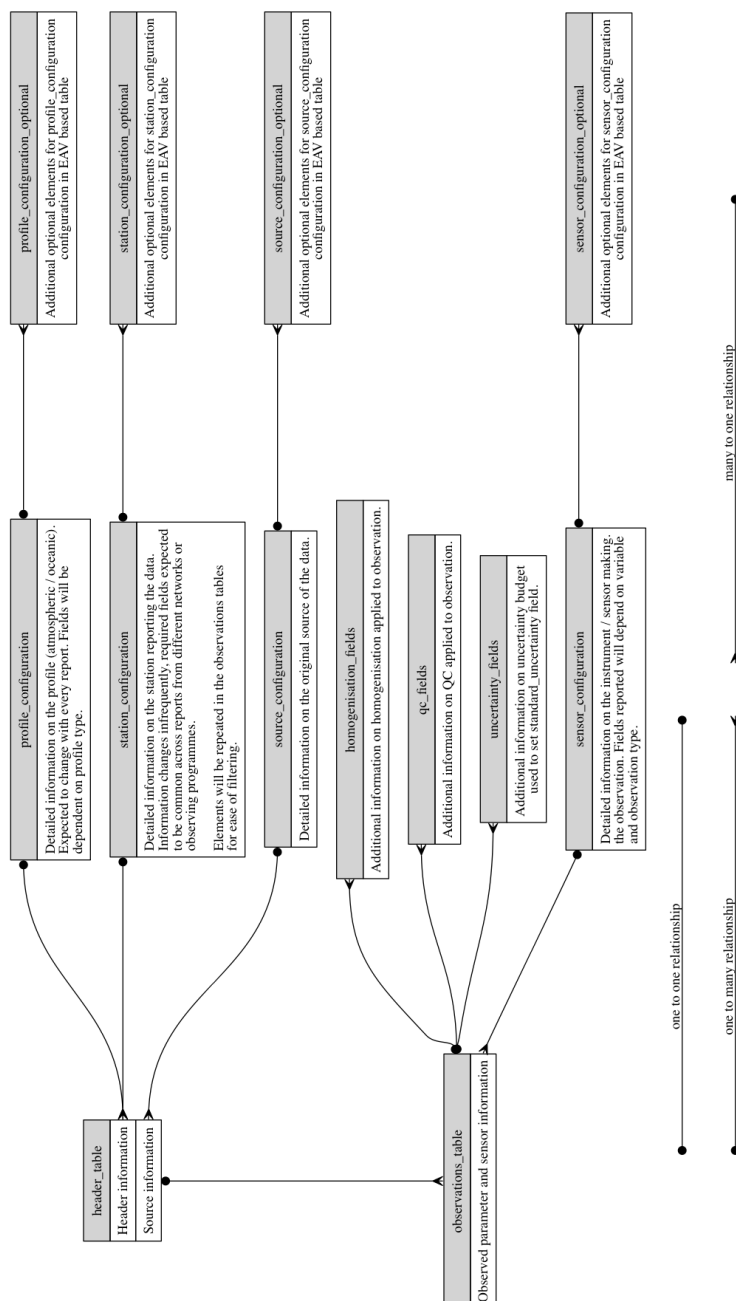 header_table
Header information
Source information
observations_table
Observed parameter and sensor information
profile_configuration
Detailed information on the profile (atmospheric / oceanic).
Expected to change with every report. Fields will be
dependent on profile type.
station_configuration
Detailed information on the station reporting the data.
Information changes infrequently, required fields expected
to be common across reports from different networks or
observing programmes.
Elements will be repeated in the observations tables
for ease of filtering.
source_configuration
Detailed information on the original source of the data.
homogenisation_fields
Additional information on homogenisation applied to observation.
qc_fields
Additional information on QC applied to observation.
uncertainty_fields
Additional information on uncertainty budget
used to set standard_uncertainty field.
sensor_configuration
Detailed information on the instrument / sensor making.
the observation. Fields reported will depend on variable
and observation type.
profile_configuration_optional
Additional optional elements for profile_configuration
configuration in EAV based table
station_configuration_optional
Additional optional elements for station_configuration
configuration in EAV based table
source_configuration_optional
Additional optional elements for source_configuration
configuration in EAV based table
sensor_configuration_optional
Additional optional elements for sensor_configuration
configuration in EAV based table
one to one relationship
one to many relationship
many to one relationship